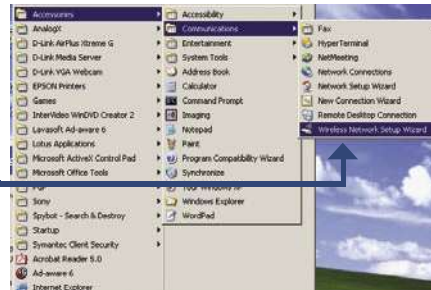 Accessories
AnalogX
D-Link AirPlus Xtreme G
D-Link Media Server
D-Link VGA Webcam
EPSON Printers
Games
InterVideo WinDVD Creator 2
Lavasoft Ad-aware 6
Lotus Applications
Microsoft ActiveX Control Pad
Microsoft Office Tools
PGP
Sony
Spybot - Search & Destroy
Startup
Symantec Client Security
Acrobat Reader 5.0
Ad-aware 6
Internet Explorer
Accessibility
Communications
Entertainment
System Tools
Address Book
Calculator
Command Prompt
Imaging
Notepad
Paint
Program Compatibility Wizard
Synchronize
Tour Windows XP
Windows Explorer
WordPad
Fax
HyperTerminal
NetMeeting
Network Connections
Network Setup Wizard
New Connection Wizard
Remote Desktop Connection
Wireless Network Setup Wizard